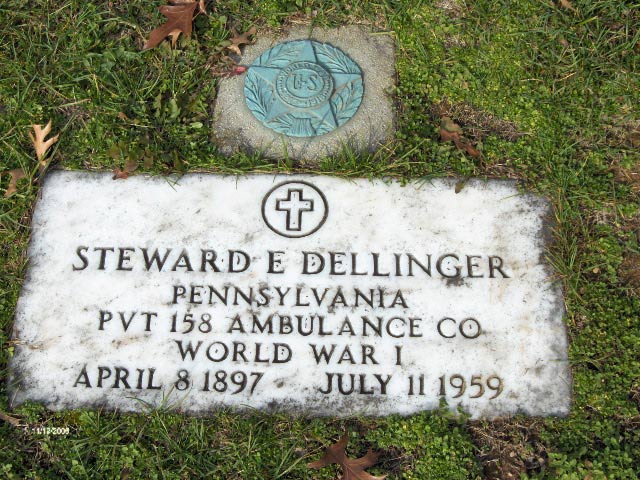 U·S
STEWARD E DELLINGER
PENNSYLVANIA
PVT 158 AMBULANCE CO
WORLD WAR I
APRIL 8 1897 JULY 11 1959